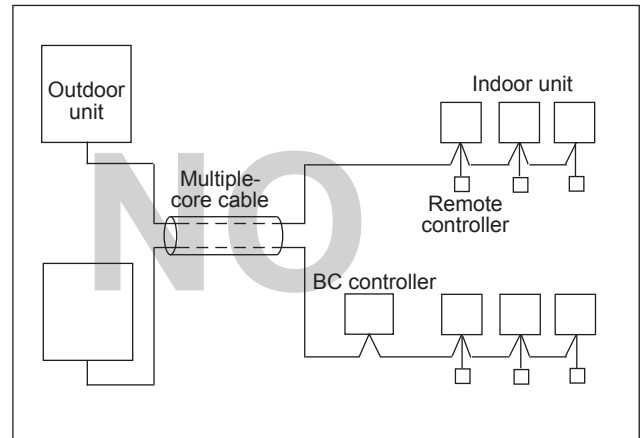 Outdoor
unit
Indoor unit
NO
Multiple-
core cable
Remote
controller
BC controller